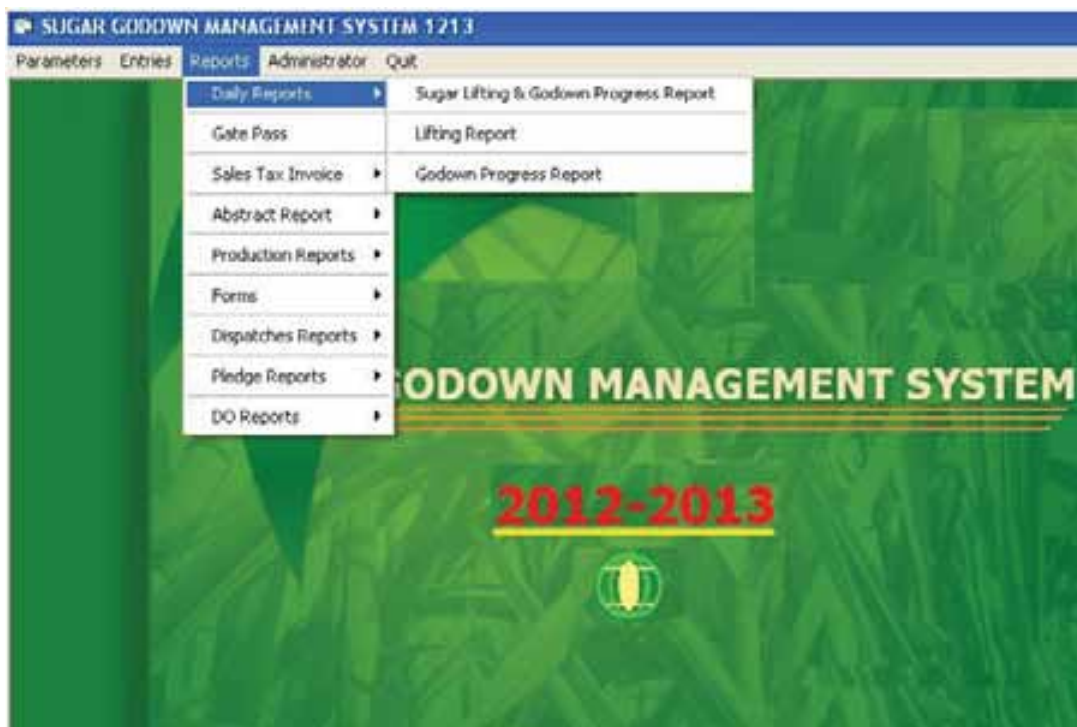 SUGAR GODOWN MANAGEMENT SYSTEM 1213
Parameters Entries Reports Administrator Quit
Daily Reports
Sugar Lifting & Godown Progress Report
Gate Pass
Lifting Report
Sales Tax Invoice
Godown Progress Report
Abstract Report
Production Reports
Forms
Dispatches Reports
Pledge Reports
DO Reports
GODOWN MANAGEMENT SYSTEM
2012-2013